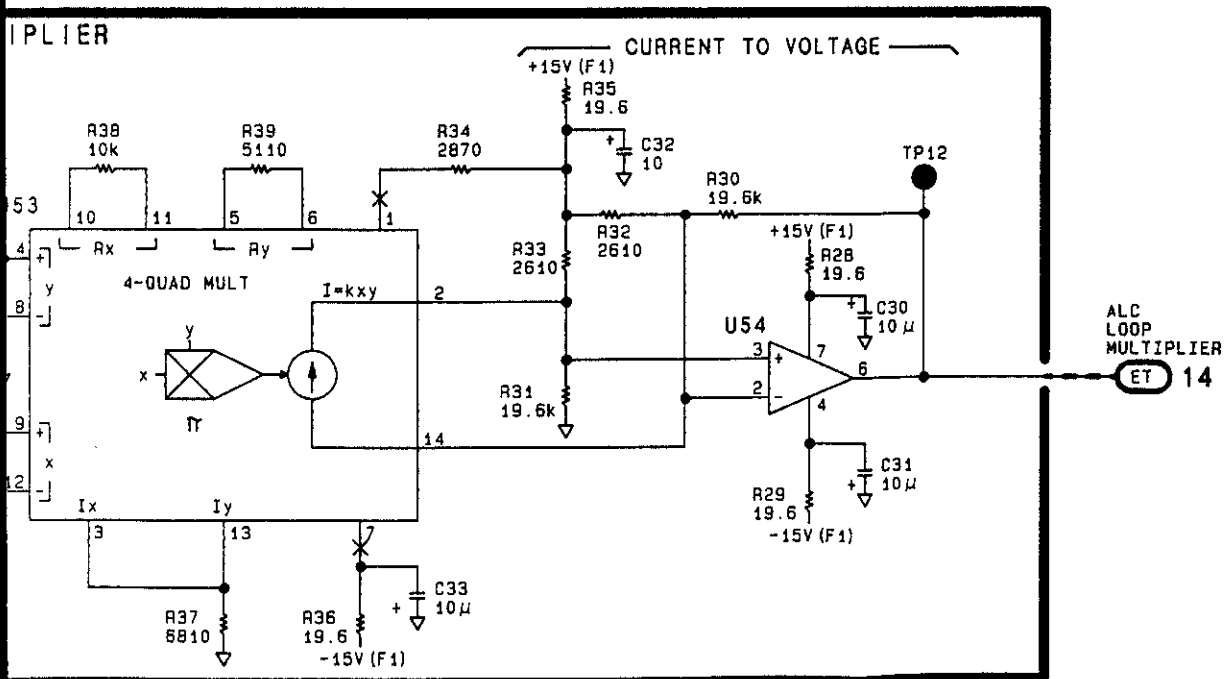 IPLIER
CURRENT TO VOLTAGE
+15V (F1)
R35
19.6
R38
10k
R39
5110
R34
2870
C32
10
TP12
R30
19.6k
53
10
11
5
6
1
Rx
Ry
R33
2610
R32
2610
+15V (F1)
R28
19.6
4
+
y
8
-
4-QUAD MULT
I=kxy
2
C30
10μ
U54
ALC
LOOP
MULTIPLIER
y
x
π
3
+
7
6
ET
14
2
-
4
R31
19.6k
9
+
x
12
-
14
C31
10μ
R29
19.6
-15V (F1)
Ix
Iy
3
13
7
C33
10μ
R37
6810
R36
19.6
-15V (F1)